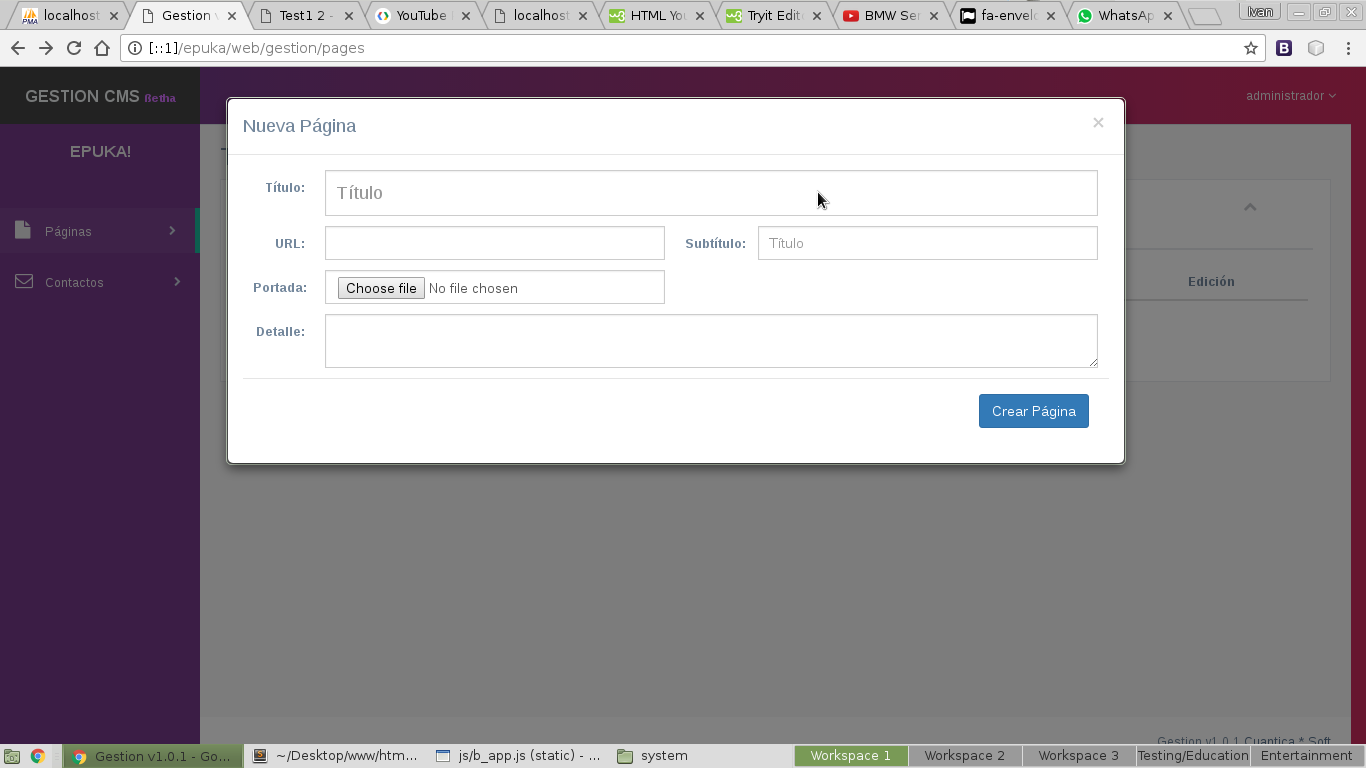 localhost Gestion v Test1 2 - YouTube localhost HTML You Tryit Edit BMW Ser fa-envelo WhatsAp Ivan
[::1]/epuka/web/gestion/pages
GESTION CMS ßetha administrador
EPUKA!
Páginas
Contactos
Edición
Nueva Página ×
Título: Título
URL: Subtítulo: Título
Portada: Choose file No file chosen
Detalle:
Crear Página
Gestion v1.0.1 Cuantica * Soft
Gestion v1.0.1 - Go... ~/Desktop/www/htm... js/b_app.js (static) - ... system Workspace 1 Workspace 2 Workspace 3 Testing/Education Entertainment